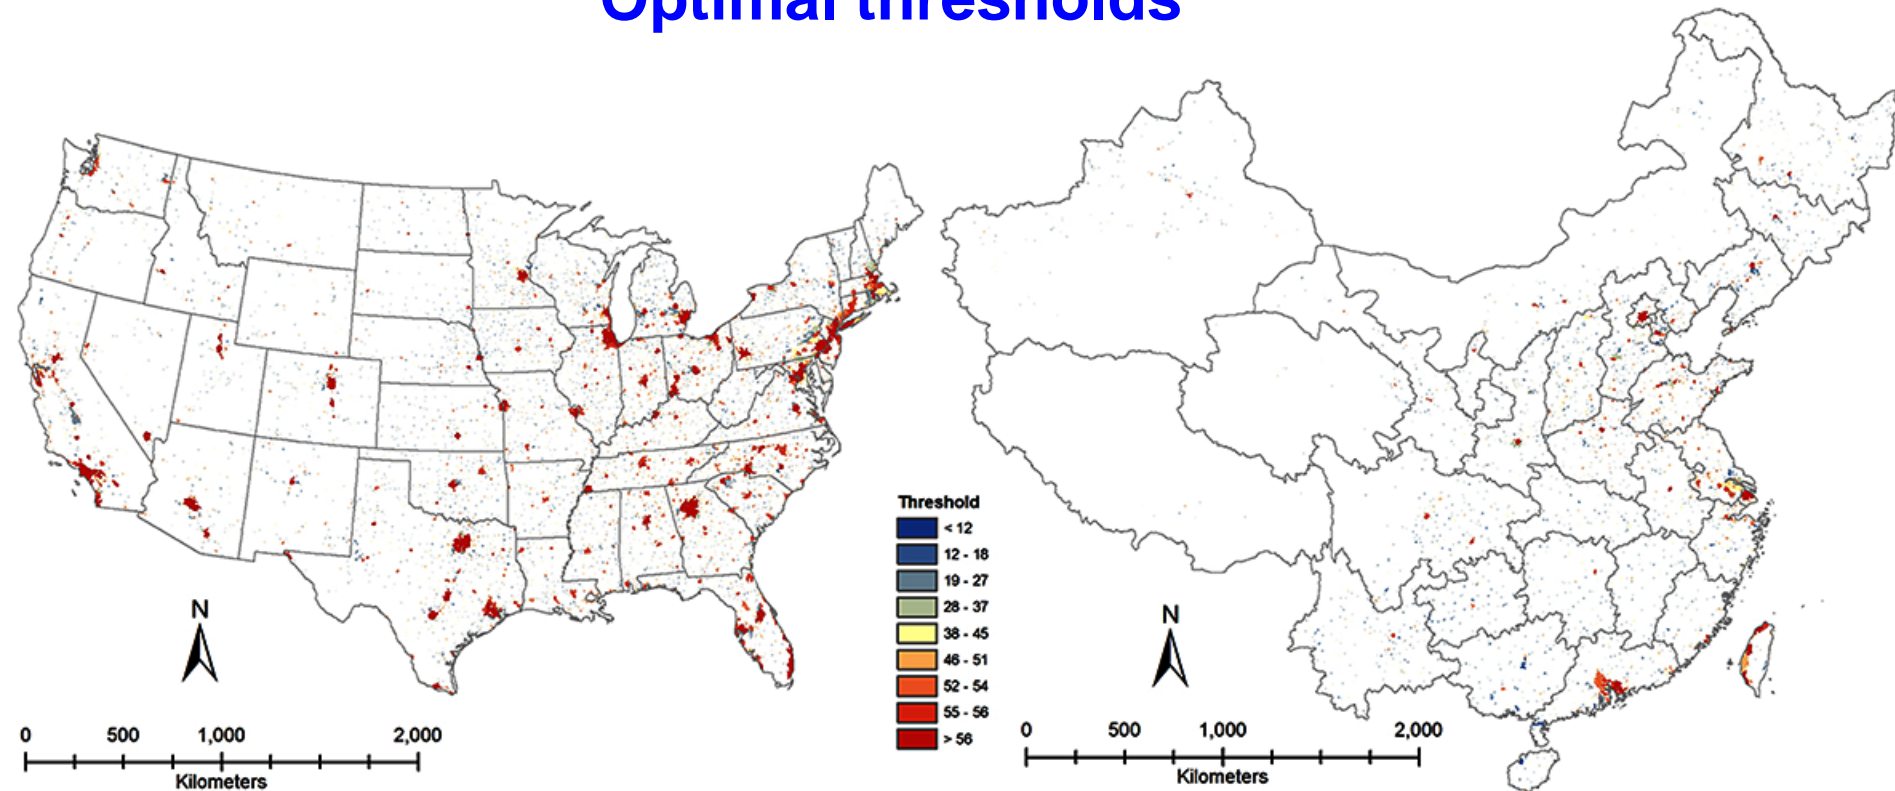 Optimal thresholds
N
0 500 1,000 2,000
Kilometers
Threshold
< 12
12 - 18
19 - 27
28 - 37
38 - 45
46 - 51
52 - 54
55 - 56
> 56
N
0 500 1,000 2,000
Kilometers